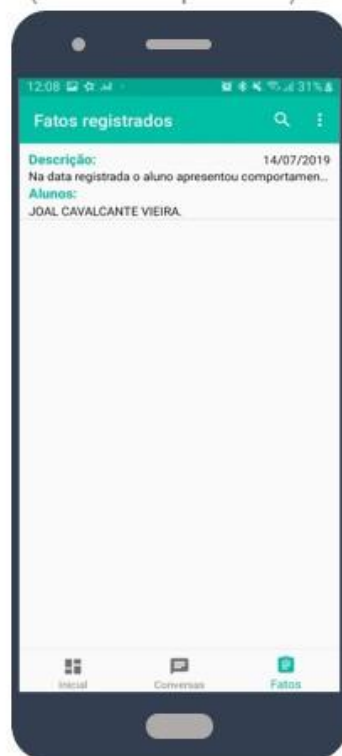 12:08 31%
Fatos registrados
Descrição: 14/07/2019
Na data registrada o aluno apresentou comportamen...
Alunos:
JOAL CAVALCANTE VIEIRA.
Inicial Conversas Fatos